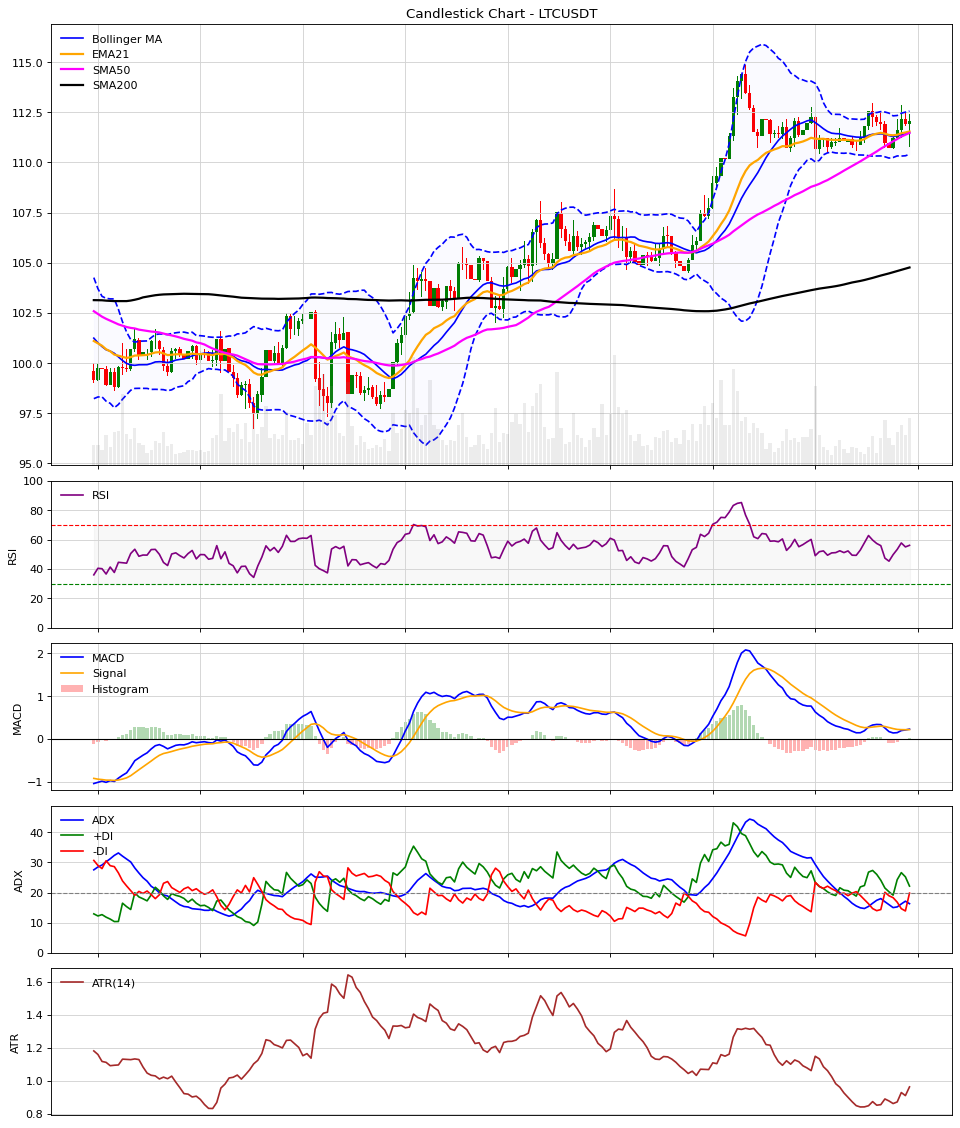 Candlestick Chart - LTCUSDT
Bollinger MA
EMA21
SMA50
SMA200
115.0
112.5
110.0
107.5
105.0
102.5
100.0
97.5
95.0
RSI
100
80
60
40
20
0
RSI
MACD
Signal
Histogram
2
1
0
−1
MACD
ADX
+DI
-DI
40
30
20
10
0
ADX
ATR(14)
1.6
1.4
1.2
1.0
0.8
ATR